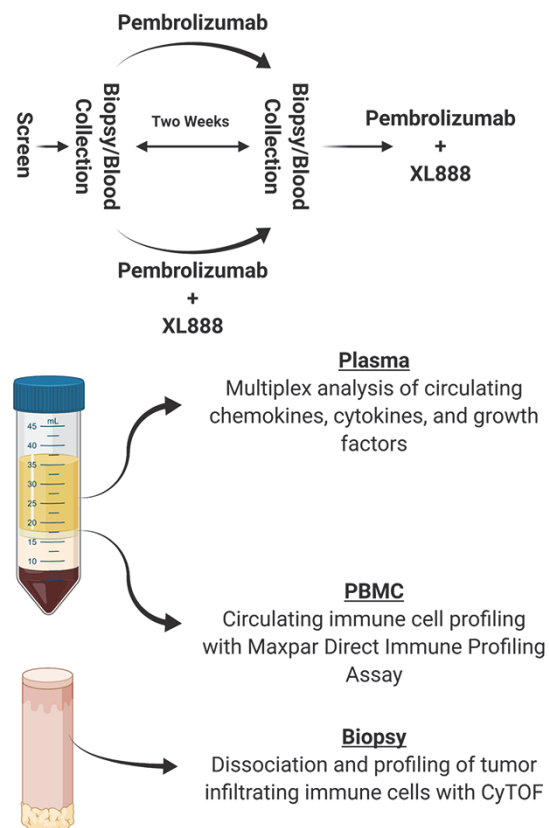 Pembrolizumab
Screen
Biopsy/Blood
Collection
Two Weeks
Biopsy/Blood
Collection
Pembrolizumab
+
XL888
Pembrolizumab
+
XL888
Plasma
Multiplex analysis of circulating
chemokines, cytokines, and growth
factors
mL
45
40
35
30
25
20
15
10
PBMC
Circulating immune cell profiling
with Maxpar Direct Immune Profiling
Assay
Biopsy
Dissociation and profiling of tumor
infiltrating immune cells with CyTOF